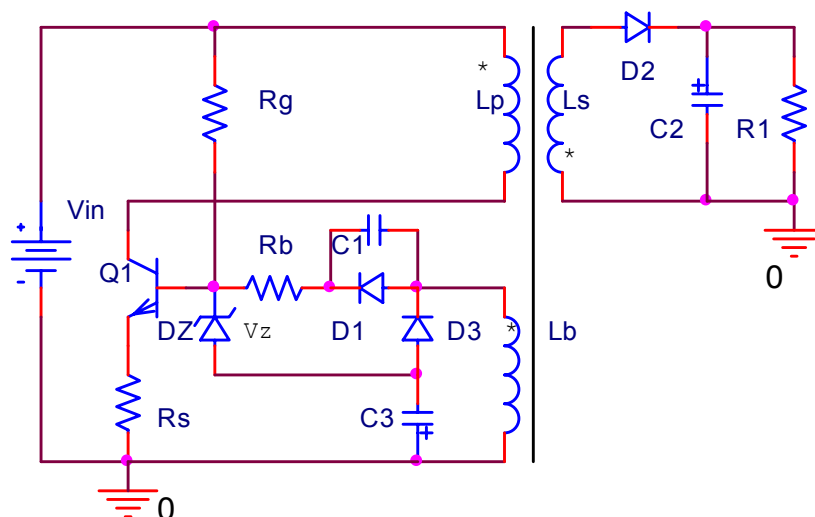 *
*
D2
Rg
Lp
Ls
+
C2
R1
Vin
+
-
Rb
C1
0
Q1
DZ
Vz
D1
D3
*
Lb
Rs
C3
+
0